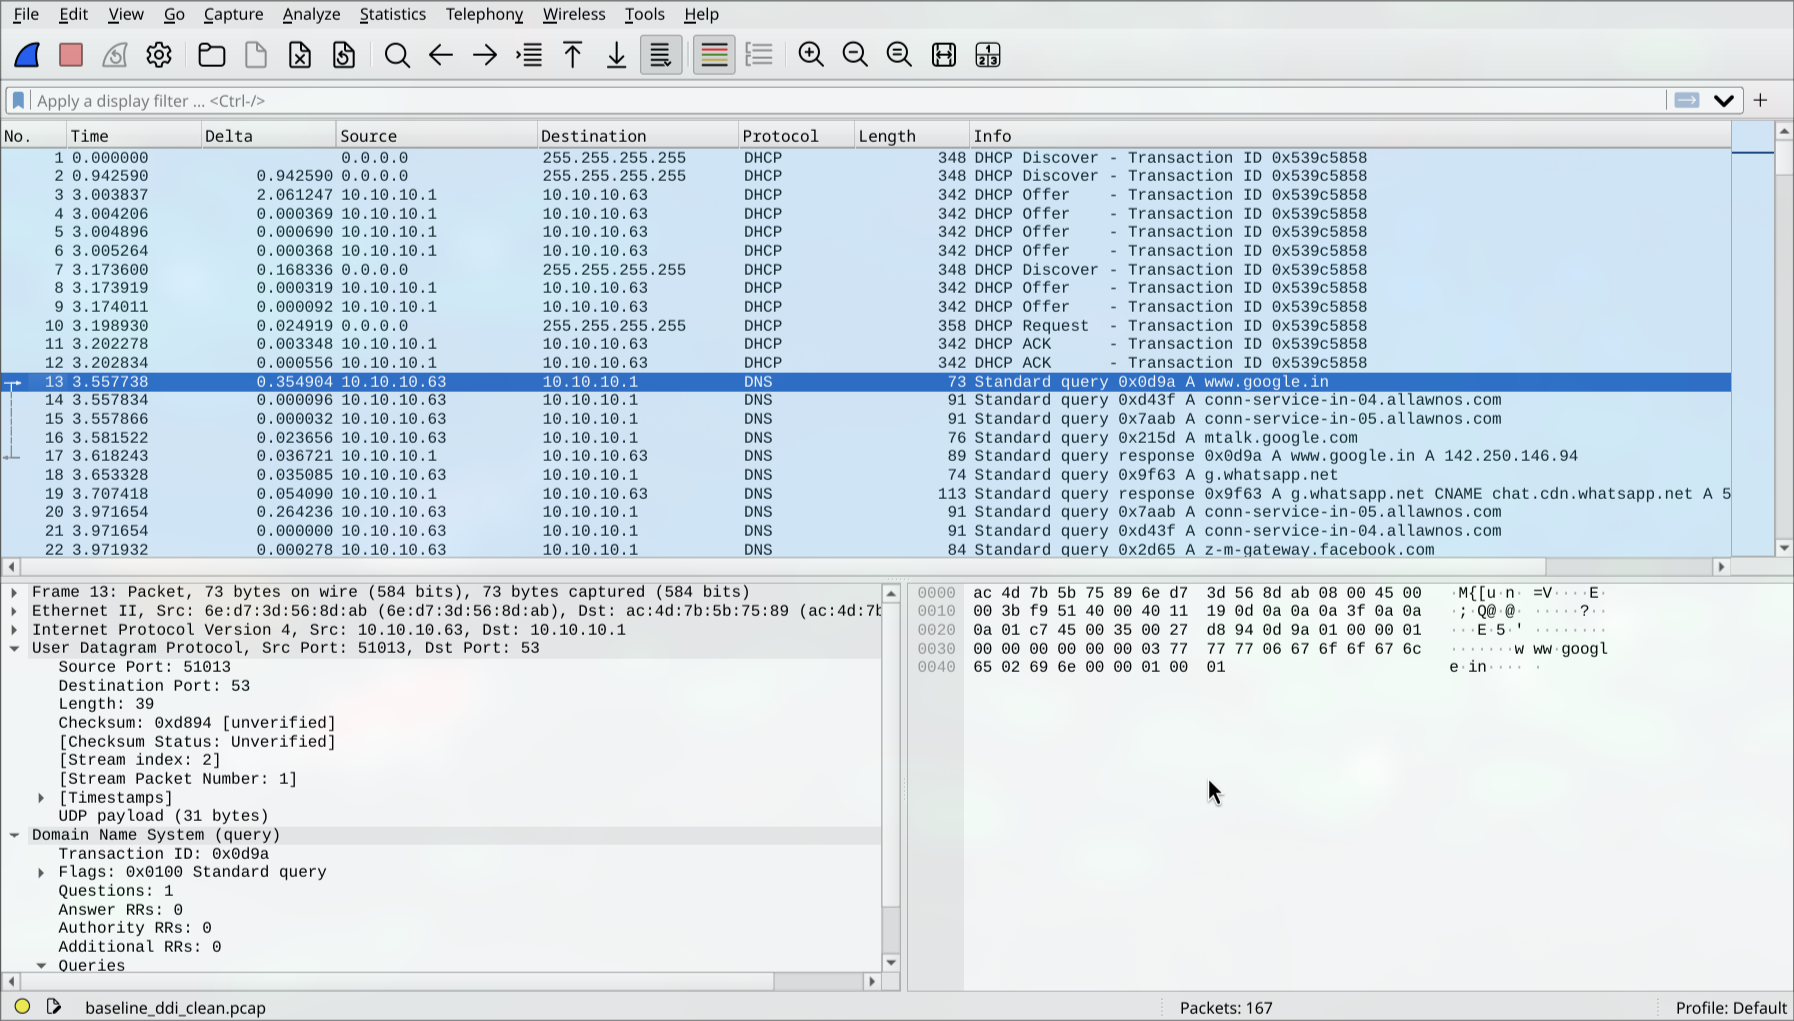 File Edit View Go Capture Analyze Statistics Telephony Wireless Tools Help
Apply a display filter ... <Ctrl-/>
No. Time Delta Source Destination Protocol Length Info
1 0.000000 0.0.0.0 255.255.255.255 DHCP 348 DHCP Discover - Transaction ID 0x539c5858
2 0.942590 0.942590 0.0.0.0 255.255.255.255 DHCP 348 DHCP Discover - Transaction ID 0x539c5858
3 3.003837 2.061247 10.10.10.1 10.10.10.63 DHCP 342 DHCP Offer - Transaction ID 0x539c5858
4 3.004206 0.000369 10.10.10.1 10.10.10.63 DHCP 342 DHCP Offer - Transaction ID 0x539c5858
5 3.004896 0.000690 10.10.10.1 10.10.10.63 DHCP 342 DHCP Offer - Transaction ID 0x539c5858
6 3.005264 0.000368 10.10.10.1 10.10.10.63 DHCP 342 DHCP Offer - Transaction ID 0x539c5858
7 3.173600 0.168336 0.0.0.0 255.255.255.255 DHCP 348 DHCP Discover - Transaction ID 0x539c5858
8 3.173919 0.000319 10.10.10.1 10.10.10.63 DHCP 342 DHCP Offer - Transaction ID 0x539c5858
9 3.174011 0.000092 10.10.10.1 10.10.10.63 DHCP 342 DHCP Offer - Transaction ID 0x539c5858
10 3.198930 0.024919 0.0.0.0 255.255.255.255 DHCP 358 DHCP Request - Transaction ID 0x539c5858
11 3.202278 0.003348 10.10.10.1 10.10.10.63 DHCP 342 DHCP ACK - Transaction ID 0x539c5858
12 3.202834 0.000556 10.10.10.1 10.10.10.63 DHCP 342 DHCP ACK - Transaction ID 0x539c5858
13 3.557738 0.354904 10.10.10.63 10.10.10.1 DNS 73 Standard query 0x0d9a A www.google.in
14 3.557834 0.000096 10.10.10.63 10.10.10.1 DNS 91 Standard query 0xd43f A conn-service-in-04.allawnos.com
15 3.557866 0.000032 10.10.10.63 10.10.10.1 DNS 91 Standard query 0x7aab A conn-service-in-05.allawnos.com
16 3.581522 0.023656 10.10.10.63 10.10.10.1 DNS 76 Standard query 0x215d A mtalk.google.com
17 3.618243 0.036721 10.10.10.1 10.10.10.63 DNS 89 Standard query response 0x0d9a A www.google.in A 142.250.146.94
18 3.653328 0.035085 10.10.10.63 10.10.10.1 DNS 74 Standard query 0x9f63 A g.whatsapp.net
19 3.707418 0.054090 10.10.10.1 10.10.10.63 DNS 113 Standard query response 0x9f63 A g.whatsapp.net CNAME chat.cdn.whatsapp.net A 5
20 3.971654 0.264236 10.10.10.63 10.10.10.1 DNS 91 Standard query 0x7aab A conn-service-in-05.allawnos.com
21 3.971654 0.000000 10.10.10.63 10.10.10.1 DNS 91 Standard query 0xd43f A conn-service-in-04.allawnos.com
22 3.971932 0.000278 10.10.10.63 10.10.10.1 DNS 84 Standard query 0x2d65 A z-m-gateway.facebook.com
Frame 13: Packet, 73 bytes on wire (584 bits), 73 bytes captured (584 bits)
Ethernet II, Src: 6e:d7:3d:56:8d:ab (6e:d7:3d:56:8d:ab), Dst: ac:4d:7b:5b:75:89 (ac:4d:7b
Internet Protocol Version 4, Src: 10.10.10.63, Dst: 10.10.10.1
User Datagram Protocol, Src Port: 51013, Dst Port: 53
Source Port: 51013
Destination Port: 53
Length: 39
Checksum: 0xd894 [unverified]
[Checksum Status: Unverified]
[Stream index: 2]
[Stream Packet Number: 1]
[Timestamps]
UDP payload (31 bytes)
Domain Name System (query)
Transaction ID: 0x0d9a
Flags: 0x0100 Standard query
Questions: 1
Answer RRs: 0
Authority RRs: 0
Additional RRs: 0
Queries
0000 ac 4d 7b 5b 75 89 6e d7 3d 56 8d ab 08 00 45 00 ·M{[u·n· =V····E·
0010 00 3b f9 51 40 00 40 11 19 0d 0a 0a 0a 3f 0a 0a ·;·Q@·@· ·····?··
0020 0a 01 c7 45 00 35 00 27 d8 94 0d 9a 01 00 00 01 ···E·5·' ········
0030 00 00 00 00 00 00 03 77 77 77 06 67 6f 6f 67 6c ·······w ww·googl
0040 65 02 69 6e 00 00 01 00 01 e·in···· ·
baseline_ddi_clean.pcap
Packets: 167
Profile: Default